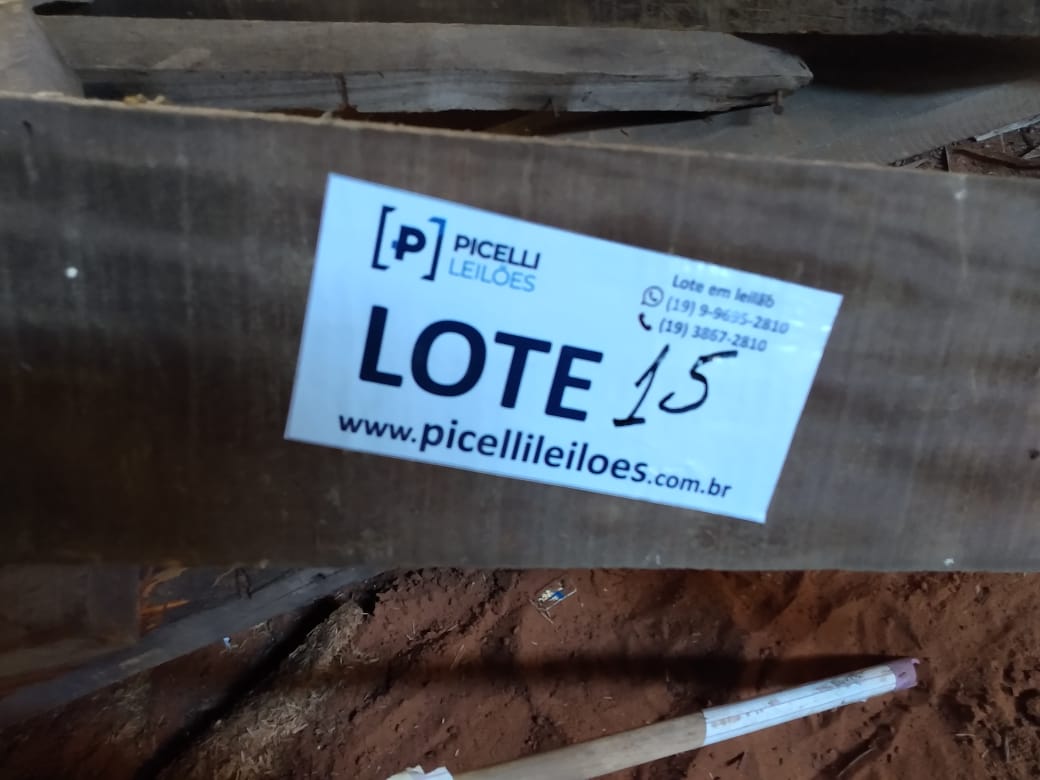 [P] PICELLI
LEILÕES
Lote em leilão
(19) 9-9695-2810
(19) 3867-2810
LOTE 15
www.picellileiloes.com.br